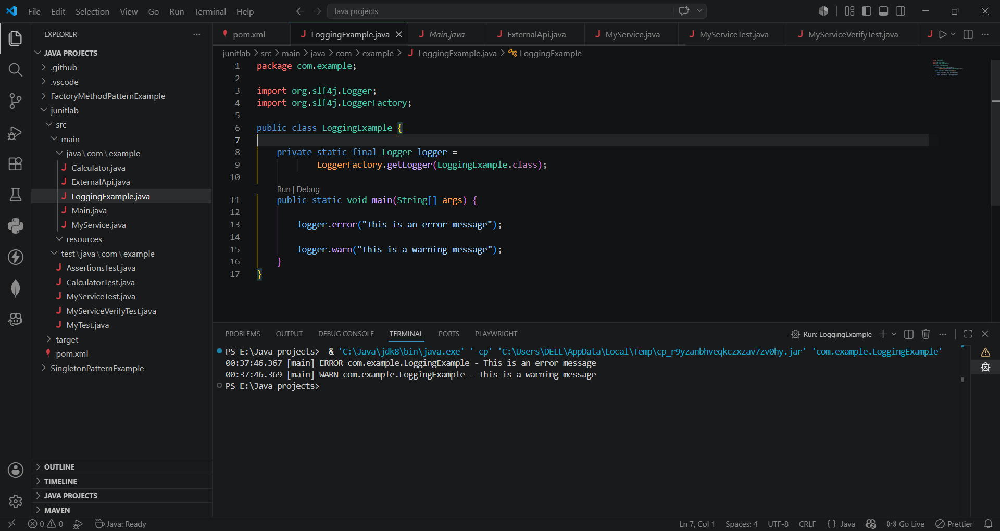 File Edit Selection View Go Run Terminal Help
Java projects
EXPLORER
JAVA PROJECTS
.github
.vscode
FactoryMethodPatternExample
junitlab
src
main
java\com\example
Calculator.java
ExternalApi.java
LoggingExample.java
Main.java
MyService.java
resources
test\java\com\example
AssertionsTest.java
CalculatorTest.java
MyServiceTest.java
MyServiceVerifyTest.java
MyTest.java
target
pom.xml
SingletonPatternExample
OUTLINE
TIMELINE
JAVA PROJECTS
MAVEN
pom.xml LoggingExample.java Main.java ExternalApi.java MyService.java MyServiceTest.java MyServiceVerifyTest.java
junitlab > src > main > java > com > example > LoggingExample.java > LoggingExample
1 package com.example;
2
3 import org.slf4j.Logger;
4 import org.slf4j.LoggerFactory;
5
6 public class LoggingExample {
7
8 private static final Logger logger =
9 LoggerFactory.getLogger(LoggingExample.class);
10
Run | Debug
11 public static void main(String[] args) {
12
13 logger.error("This is an error message");
14
15 logger.warn("This is a warning message");
16 }
17 }
PROBLEMS OUTPUT DEBUG CONSOLE TERMINAL PORTS PLAYWRIGHT
Run: LoggingExample
PS E:\Java projects> & 'C:\Java\jdk8\bin\java.exe' '-cp' 'C:\Users\DELL\AppData\Local\Temp\cp_r9yzanbhveqkczxzav7zv0hy.jar' 'com.example.LoggingExample'
00:37:46.367 [main] ERROR com.example.LoggingExample - This is an error message
00:37:46.369 [main] WARN com.example.LoggingExample - This is a warning message
PS E:\Java projects>
0 0 Java: Ready
Ln 7, Col 1 Spaces: 4 UTF-8 CRLF { } Java Go Live Prettier